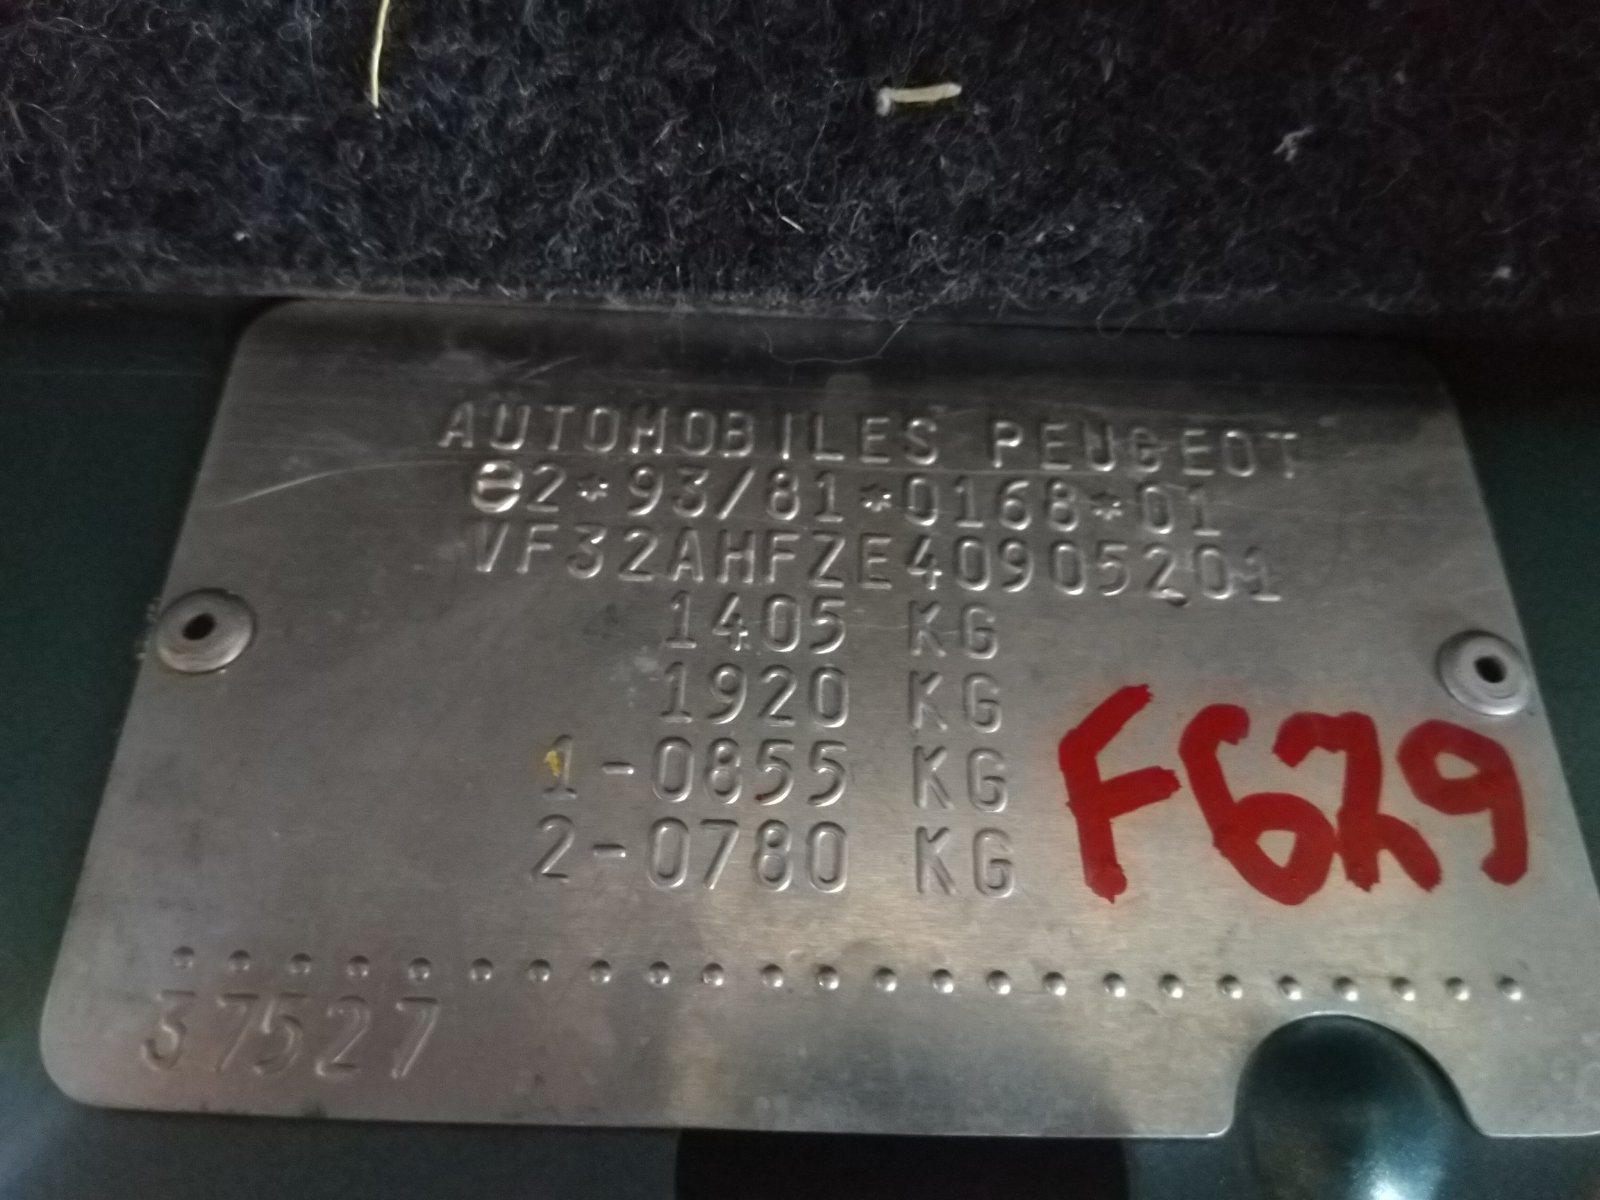 AUTOMOBILES PEUGEOT
e2*93/81*0168*01
VF32AHFZE40905201
1405 KG
1920 KG
1-0855 KG
2-0780 KG
F629
37527